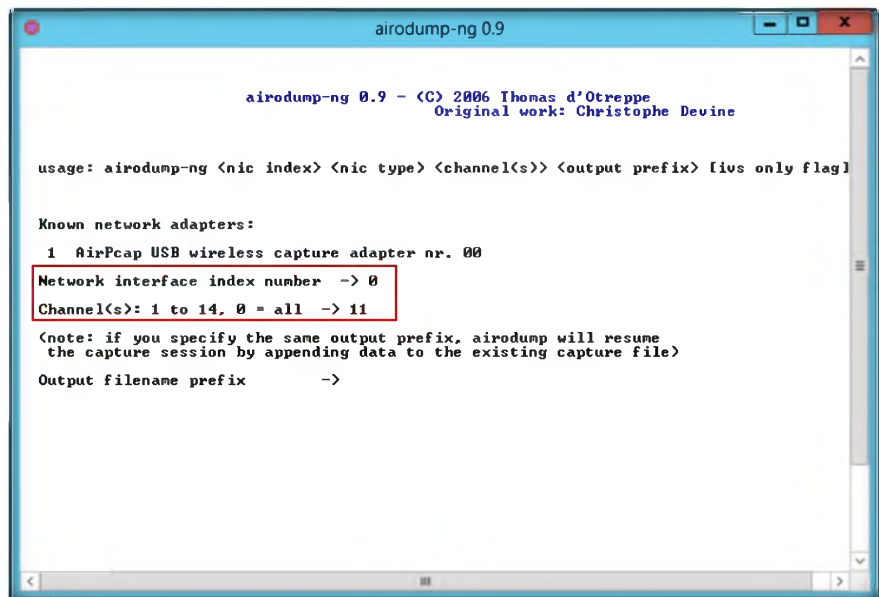 airodump-ng 0.9
airodump-ng 0.9 - (C) 2006 Thomas d'Otreppe
Original work: Christophe Devine
usage: airodump-ng <nic index> <nic type> <channel(s)> <output prefix> [ivs only flag]
Known network adapters:
1 AirPcap USB wireless capture adapter nr. 00
Network interface index number -> 0
Channel(s): 1 to 14, 0 = all -> 11
(note: if you specify the same output prefix, airodump will resume
the capture session by appending data to the existing capture file)
Output filename prefix ->